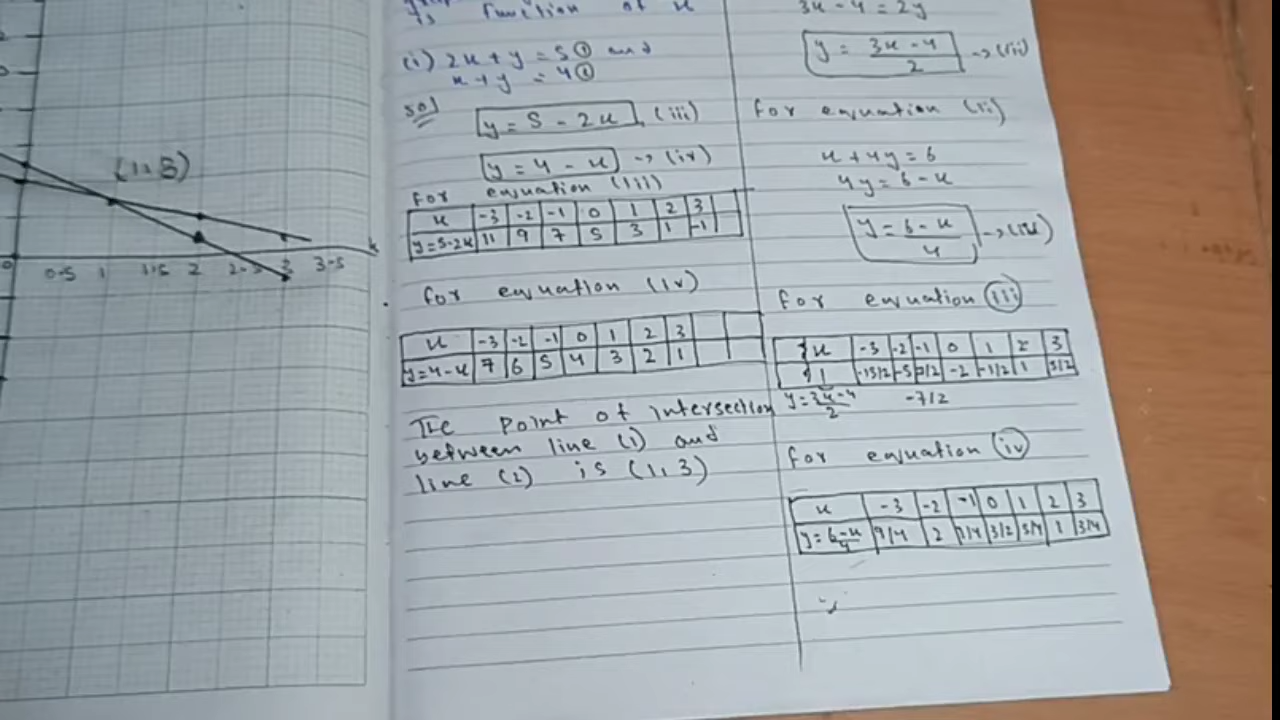 Its function of x
(i) 2x + y = 5 ① and
x + y = 4 ①
sol
y = 5 - 2x (iii)
y = 4 - x → (iv)
for equation (iii)
x -3 -2 -1 0 1 2 3
y=5-2x 11 9 7 5 3 1 -1
for equation (iv)
x -3 -2 -1 0 1 2 3
y=4-x 7 6 5 4 3 2 1
The point of intersection
between line (1) and
line (2) is (1,3)
3x - 4 = 2y
y = 3x - 4 / 2 → (iii)
for equation (ii)
x + 4y = 6
4y = 6 - x
y = 6 - x / 4 → (iv)
for equation (iii)
x -3 -2 -1 0 1 2 3
-13/2 -5 -2 -1/2 1 5/2
y = 3x - 4 / 2 -7/2
for equation (iv)
x -3 -2 -1 0 1 2 3
y = 6-x / 4 9/4 2 7/4 3/2 5/4 1 3/4
(1,3)
0 0.5 1 1.5 2 2.5 3 3.5 x